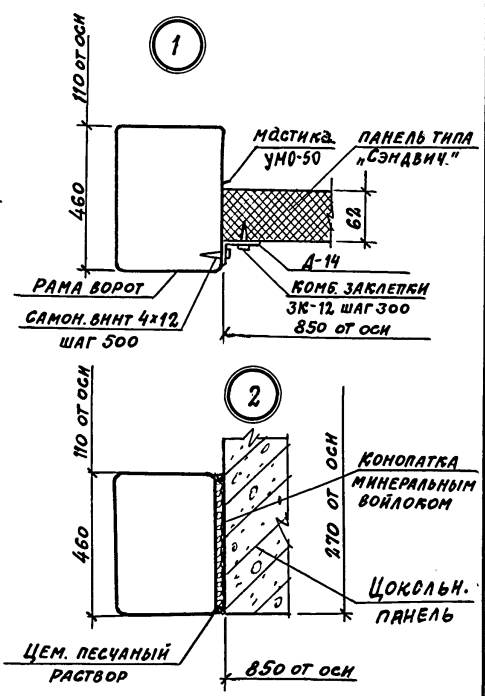 1
110 от оси
мастика
УМО-50
ПАНЕЛЬ ТИПА
„СЭНДВИЧ."
460
62
Д-14
РАМА ВОРОТ
КОМБ. ЗАКЛЕПКИ
ЗК-12 ШАГ 300
САМОН. ВИНТ 4×12
ШАГ 500
850 от оси
2
110 от оси
КОНОПАТКА
МИНЕРАЛЬНЫМ
ВОЙЛОКОМ
460
270 от оси
ЦОКОЛЬН.
ПАНЕЛЬ
ЦЕМ. ПЕСЧАНЫЙ
РАСТВОР
850 от оси